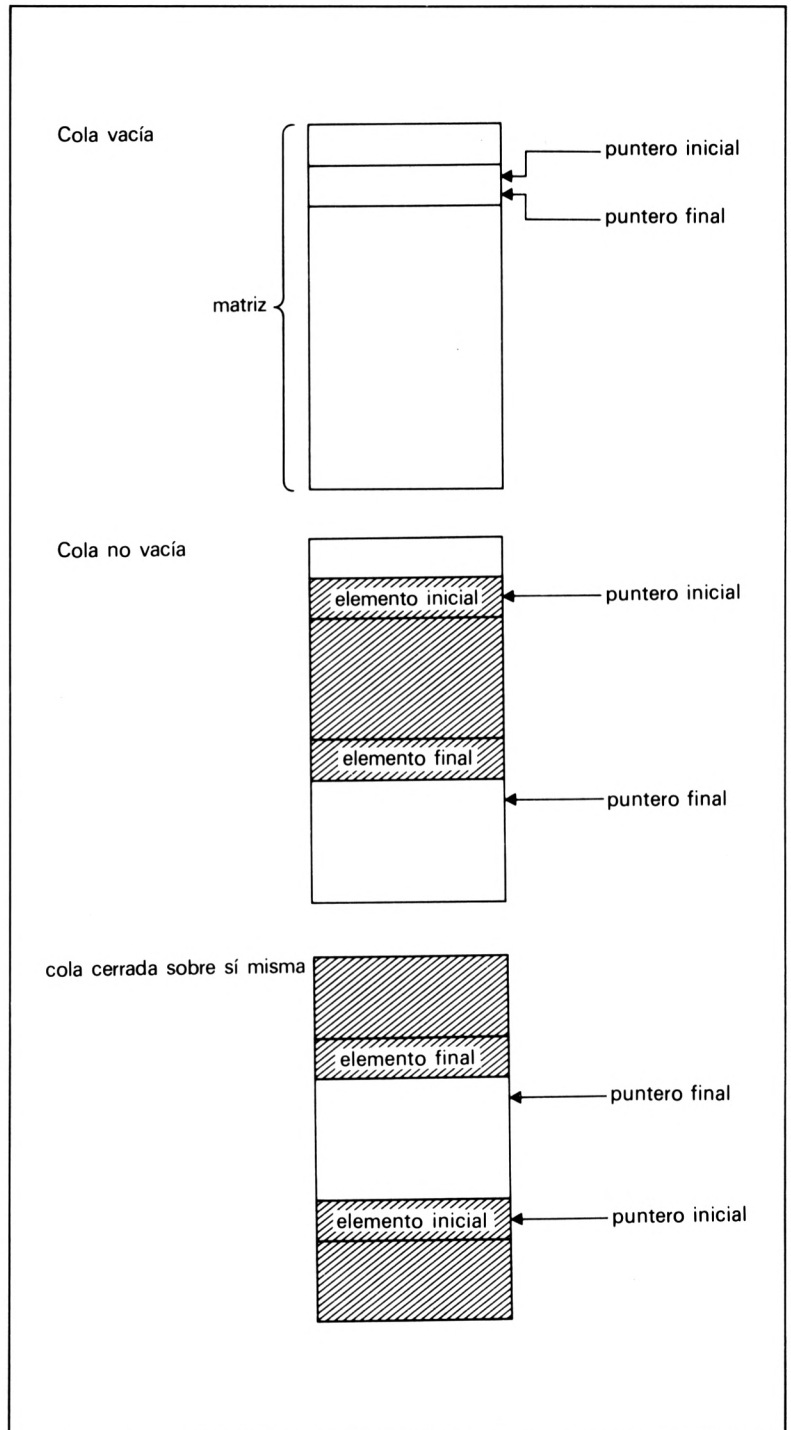 Cola vacía
puntero inicial
puntero final
matriz
Cola no vacía
elemento inicial
puntero inicial
elemento final
puntero final
cola cerrada sobre sí misma
elemento final
puntero final
elemento inicial
puntero inicial